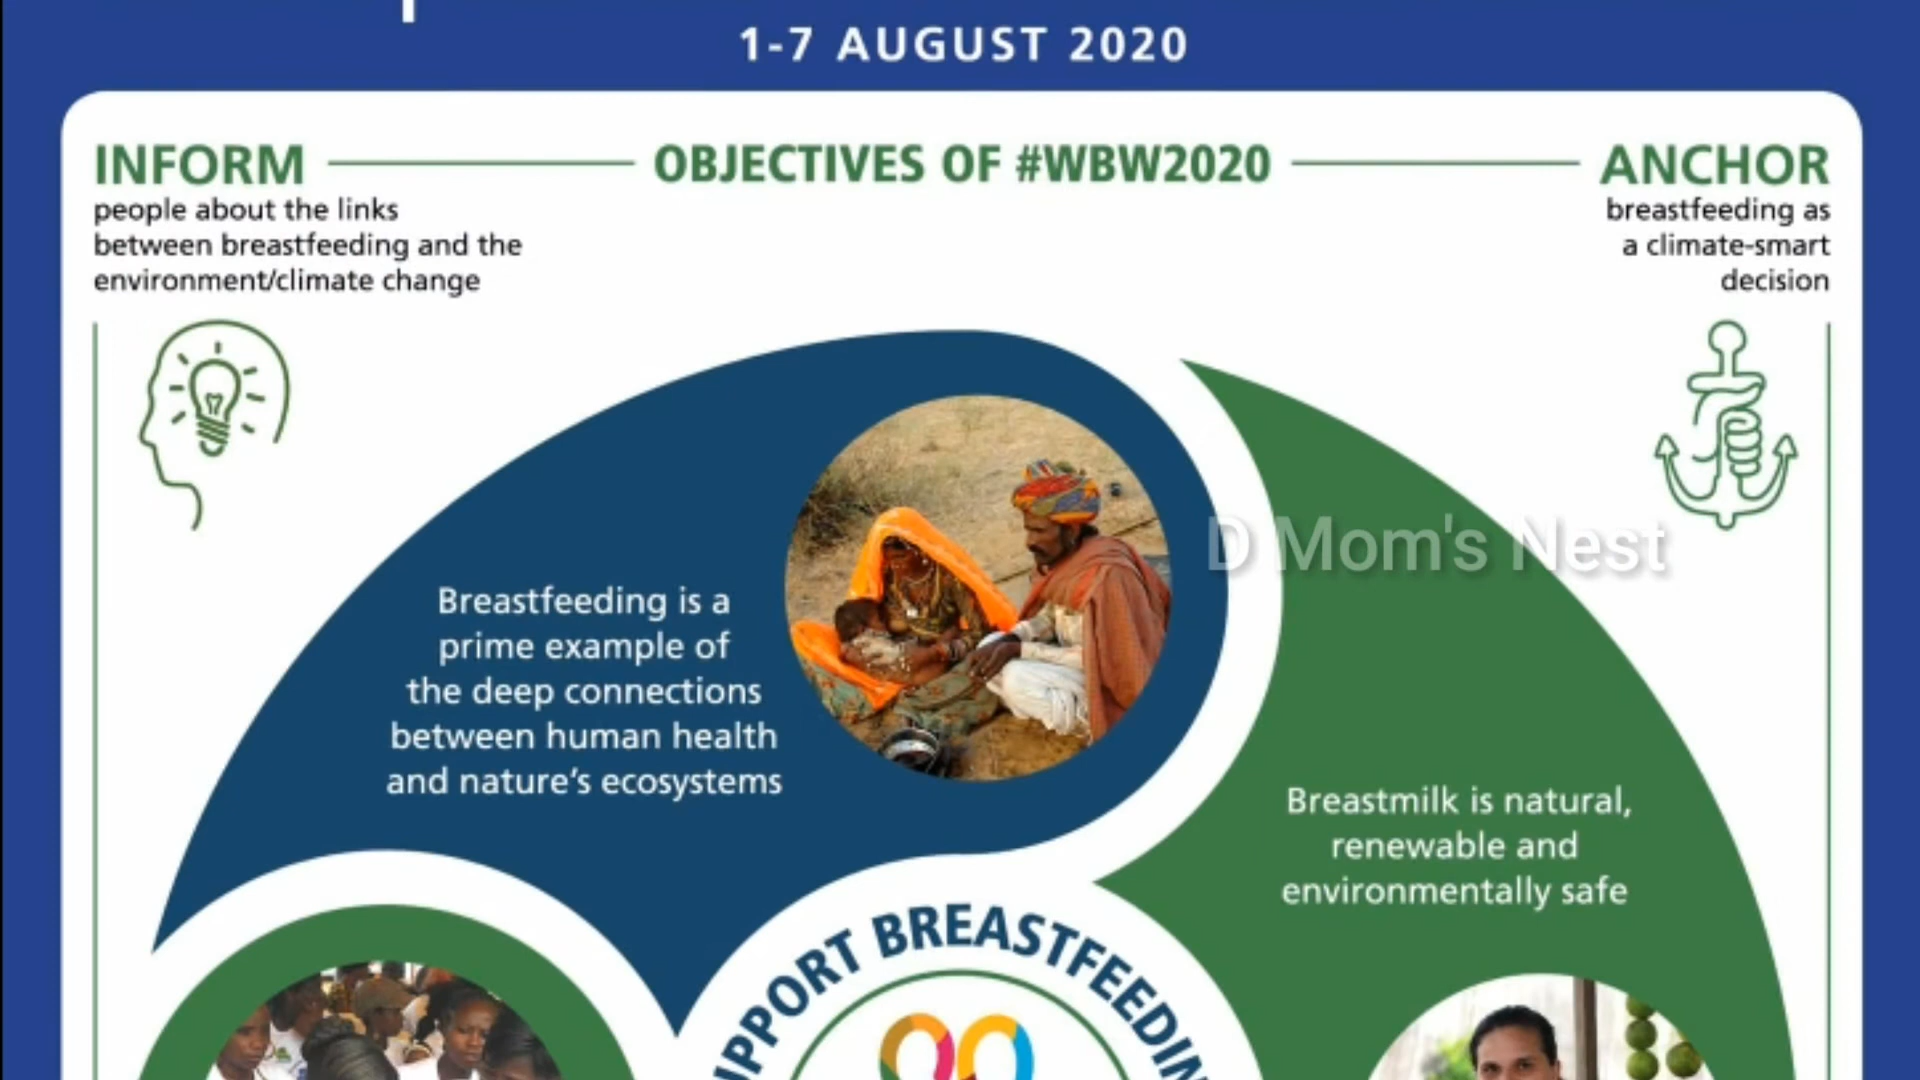 1-7 AUGUST 2020
INFORM
people about the links
between breastfeeding and the
environment/climate change
OBJECTIVES OF #WBW2020
ANCHOR
breastfeeding as
a climate-smart
decision
D Mom's Nest
Breastfeeding is a
prime example of
the deep connections
between human health
and nature's ecosystems
Breastmilk is natural,
renewable and
environmentally safe
BREASTFEEDING